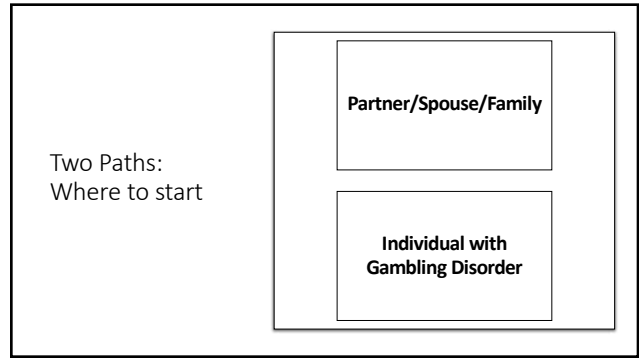 Two Paths:
Where to start
Partner/Spouse/Family
Individual with
Gambling Disorder